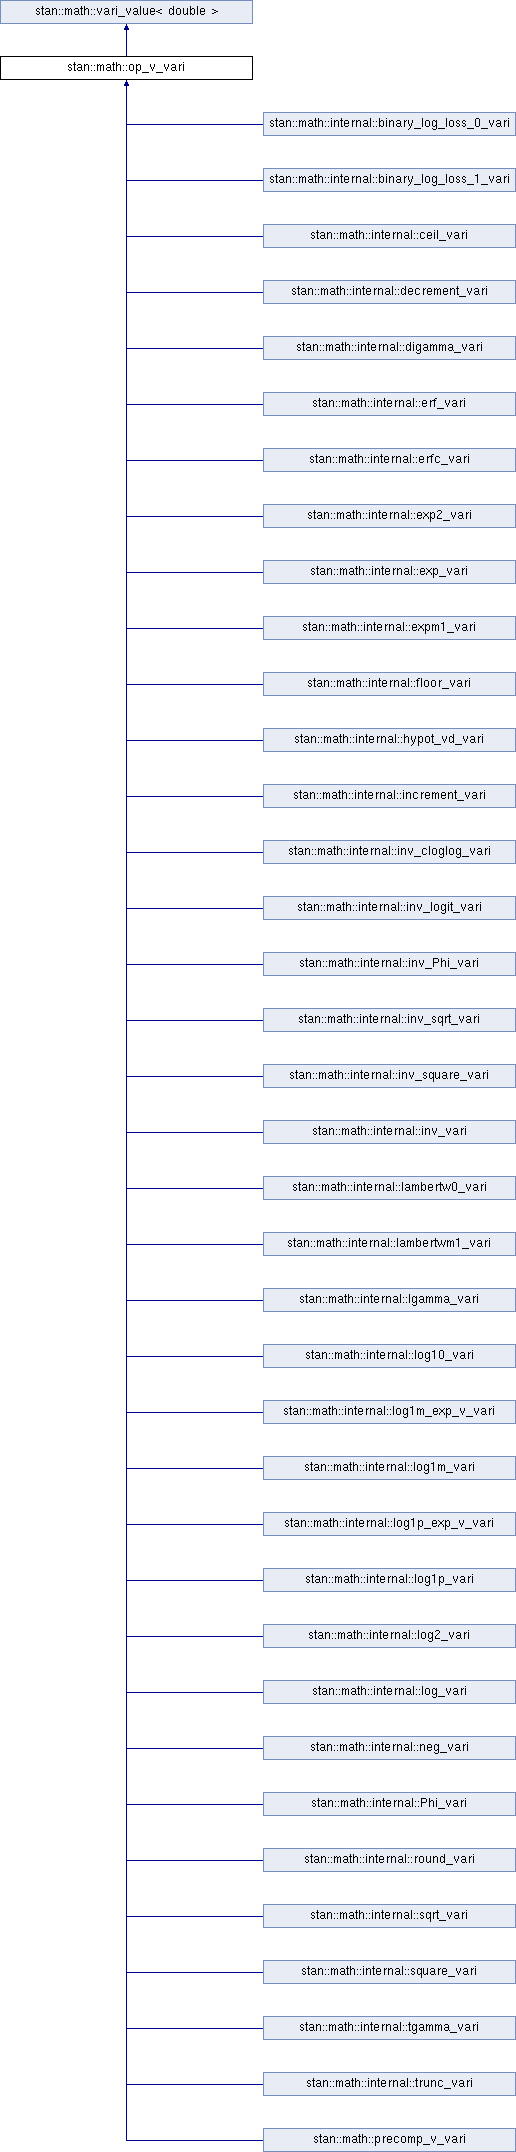 stan::math::vari_value< double >
stan::math::op_v_vari
stan::math::internal::binary_log_loss_0_vari
stan::math::internal::binary_log_loss_1_vari
stan::math::internal::ceil_vari
stan::math::internal::decrement_vari
stan::math::internal::digamma_vari
stan::math::internal::erf_vari
stan::math::internal::erfc_vari
stan::math::internal::exp2_vari
stan::math::internal::exp_vari
stan::math::internal::expm1_vari
stan::math::internal::floor_vari
stan::math::internal::hypot_vd_vari
stan::math::internal::increment_vari
stan::math::internal::inv_cloglog_vari
stan::math::internal::inv_logit_vari
stan::math::internal::inv_Phi_vari
stan::math::internal::inv_sqrt_vari
stan::math::internal::inv_square_vari
stan::math::internal::inv_vari
stan::math::internal::lambertw0_vari
stan::math::internal::lambertwm1_vari
stan::math::internal::lgamma_vari
stan::math::internal::log10_vari
stan::math::internal::log1m_exp_v_vari
stan::math::internal::log1m_vari
stan::math::internal::log1p_exp_v_vari
stan::math::internal::log1p_vari
stan::math::internal::log2_vari
stan::math::internal::log_vari
stan::math::internal::neg_vari
stan::math::internal::Phi_vari
stan::math::internal::round_vari
stan::math::internal::sqrt_vari
stan::math::internal::square_vari
stan::math::internal::tgamma_vari
stan::math::internal::trunc_vari
stan::math::precomp_v_vari